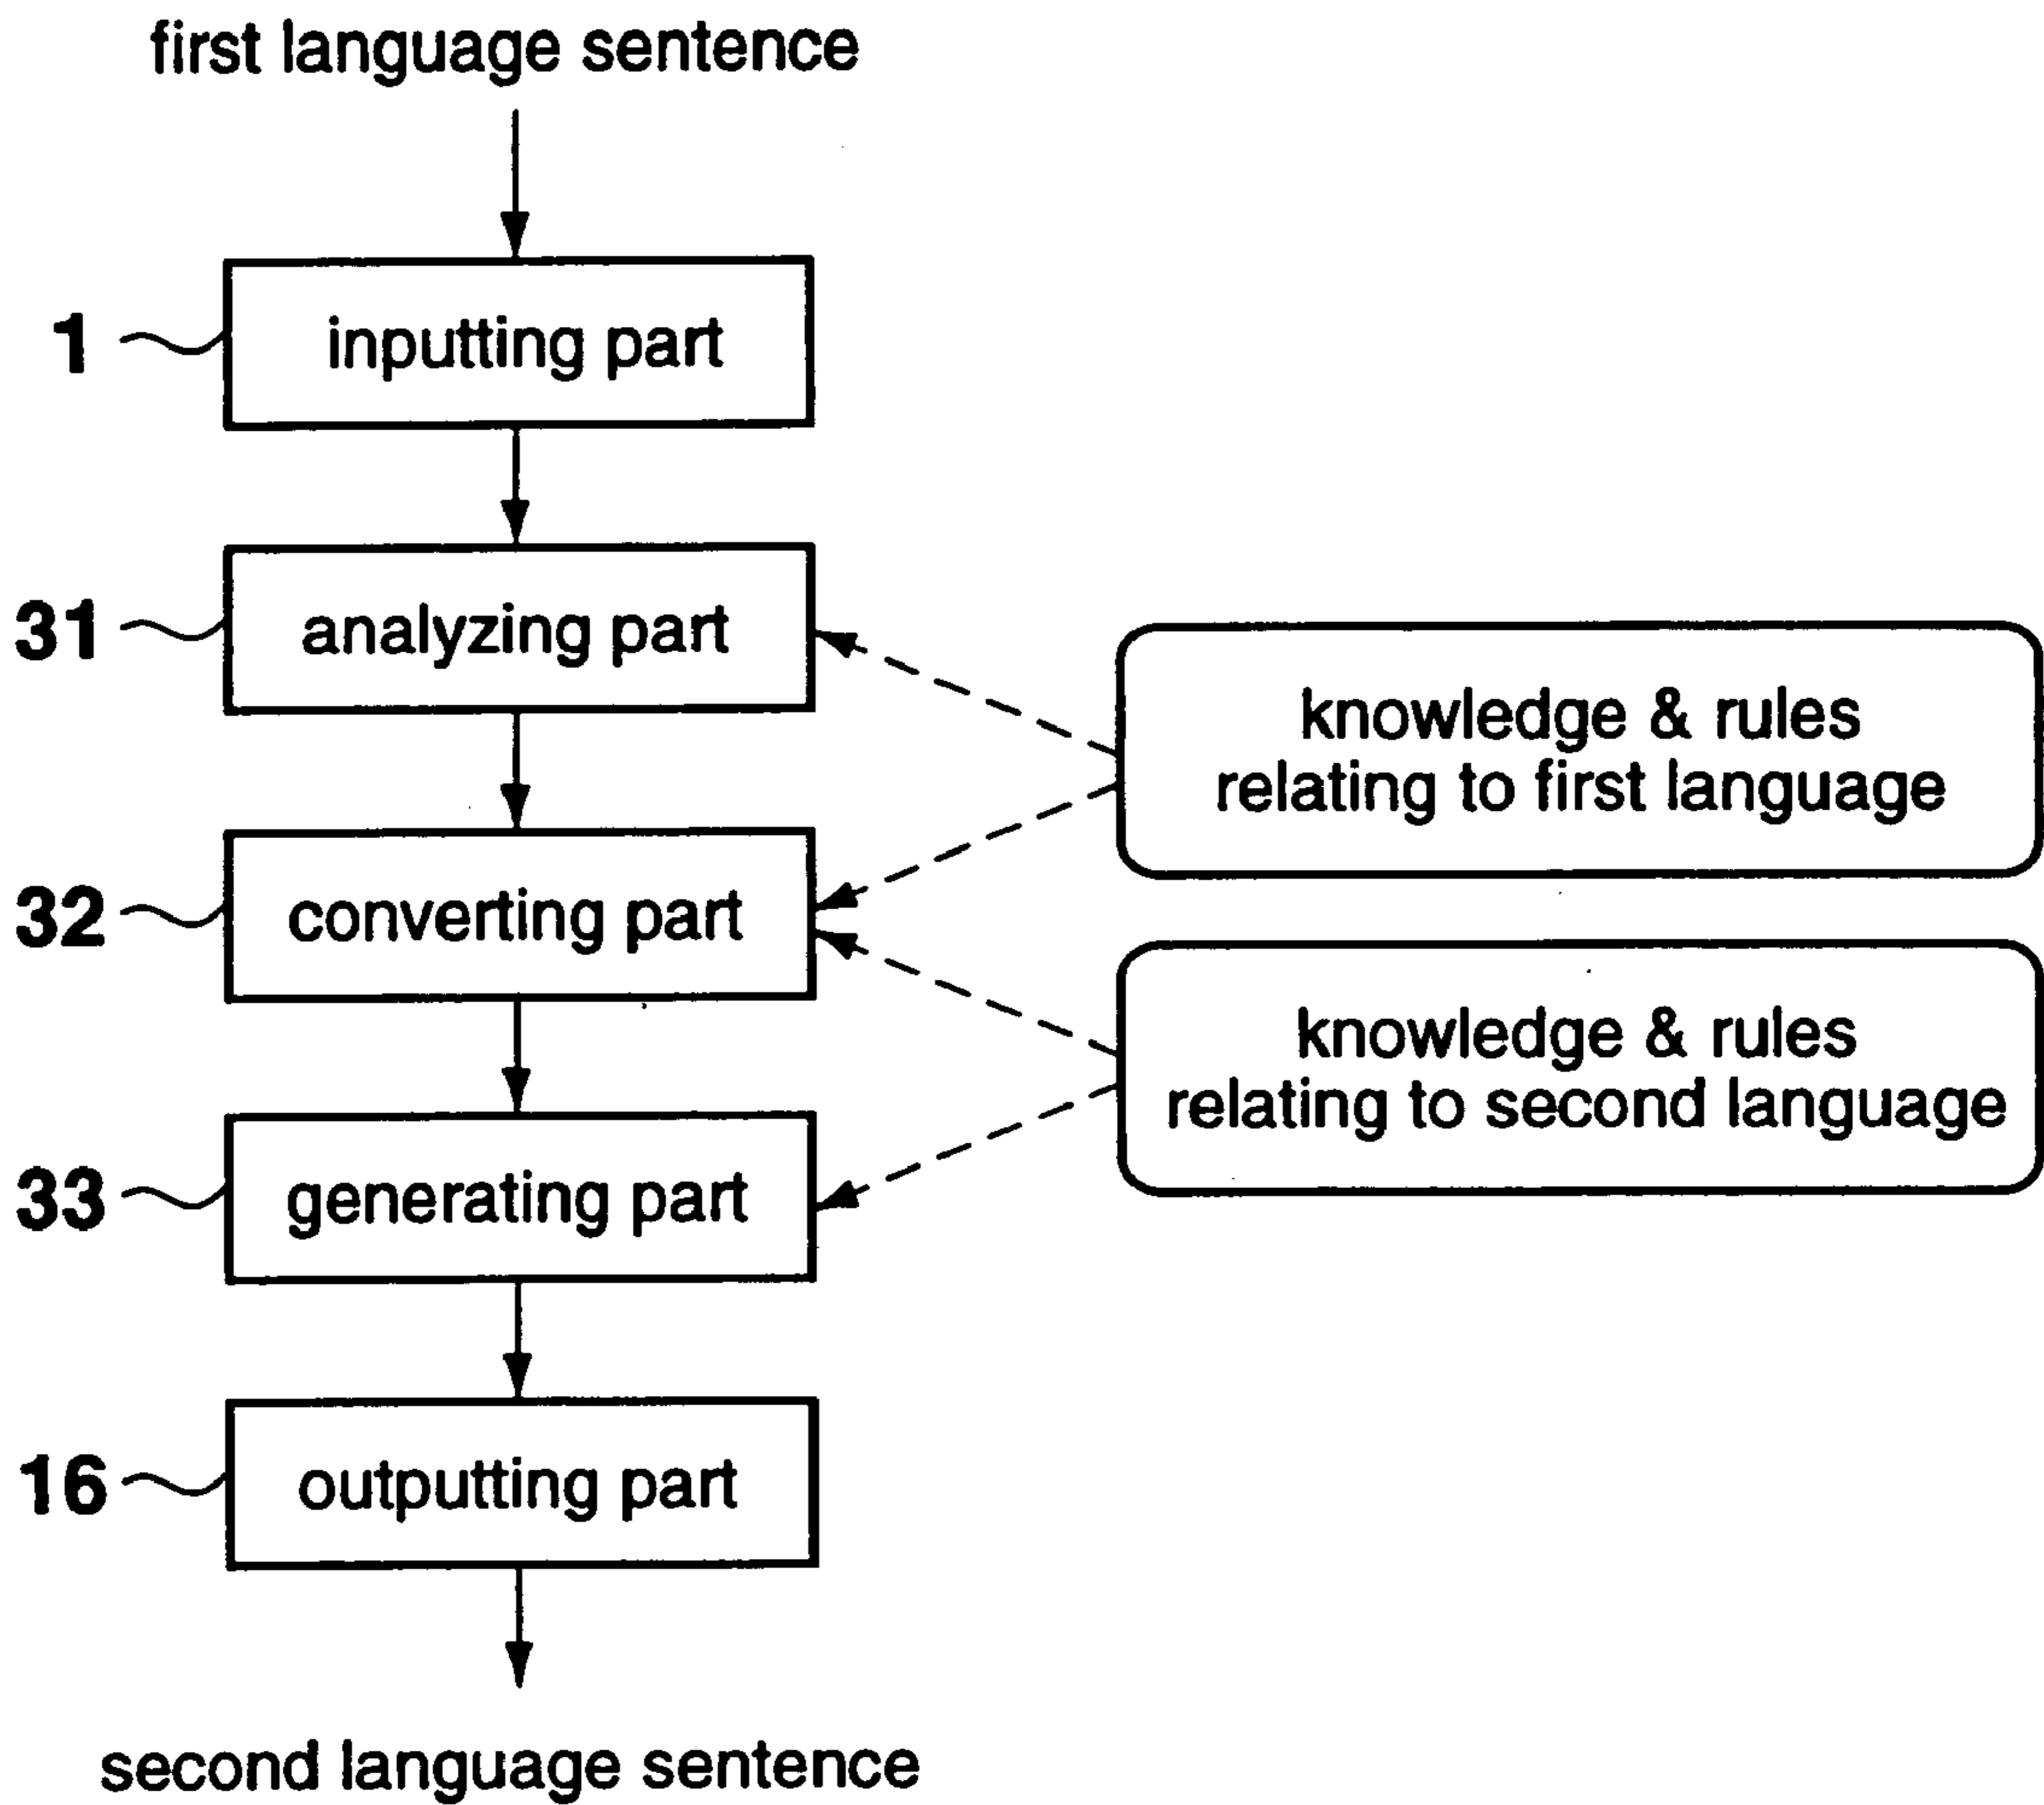 first language sentence
1
inputting part
31
analyzing part
knowledge & rules
relating to first language
32
converting part
knowledge & rules
relating to second language
33
generating part
16
outputting part
second language sentence